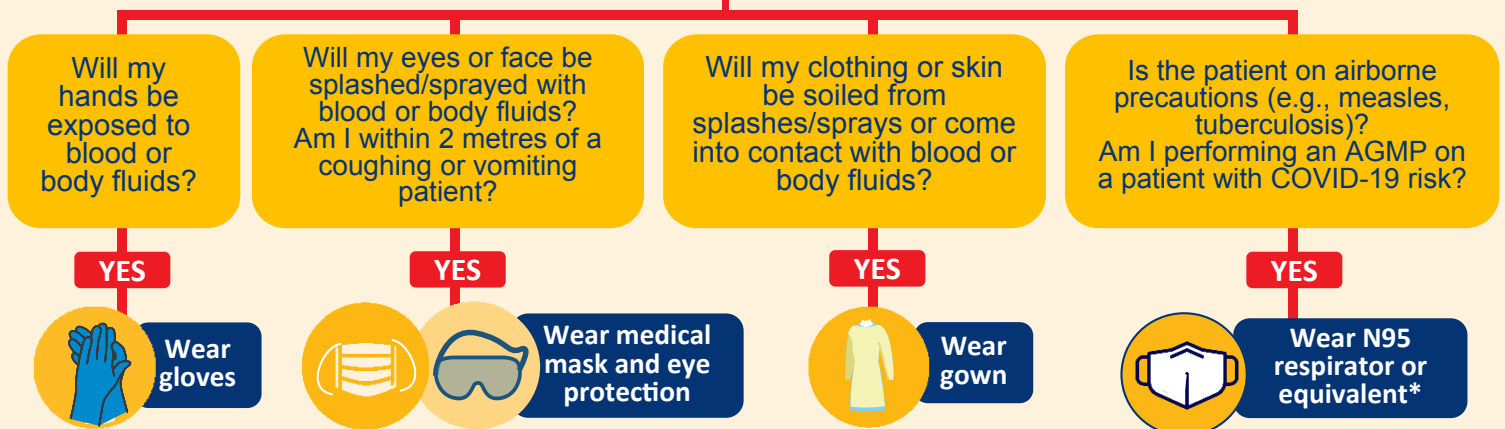 Will my
hands be
exposed to
blood or
body fluids?
Will my eyes or face be
splashed/sprayed with
blood or body fluids?
Am I within 2 metres of a
coughing or vomiting
patient?
Will my clothing or skin
be soiled from
splashes/sprays or come
into contact with blood or
body fluids?
Is the patient on airborne
precautions (e.g., measles,
tuberculosis)?
Am I performing an AGMP on
a patient with COVID-19 risk?
YES
YES
YES
YES
Wear
gloves
Wear medical
mask and eye
protection
Wear
gown
Wear N95
respirator or
equivalent*